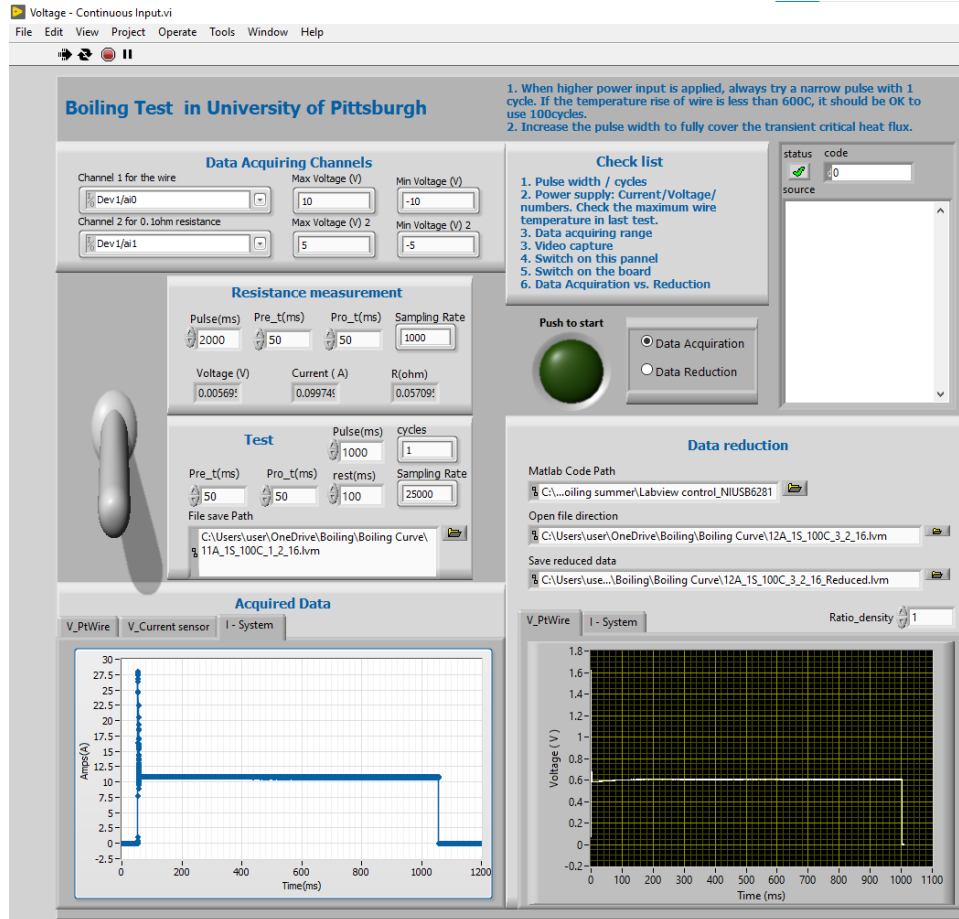 Voltage - Continuous Input.vi
File Edit View Project Operate Tools Window Help
Boiling Test in University of Pittsburgh
1. When higher power input is applied, always try a narrow pulse with 1
cycle. If the temperature rise of wire is less than 600C, it should be OK to
use 100cycles.
2. Increase the pulse width to fully cover the transient critical heat flux.
Data Acquiring Channels
Channel 1 for the wire
Max Voltage (V)
Min Voltage (V)
Dev1/ai0
10
-10
Channel 2 for 0.1ohm resistance
Max Voltage (V) 2
Min Voltage (V) 2
Dev1/ai1
5
-5
Check list
1. Pulse width / cycles
2. Power supply: Current/Voltage/
numbers. Check the maximum wire
temperature in last test.
3. Data acquiring range
3. Video capture
4. Switch on this pannel
5. Switch on the board
6. Data Acquiration vs. Reduction
status code
0
source
Resistance measurement
Pulse(ms) Pre_t(ms) Pro_t(ms) Sampling Rate
2000 50 50 1000
Voltage (V) Current ( A) R(ohm)
0.00569 0.09974 0.05709
Push to start
Data Acquiration
Data Reduction
Test
Pulse(ms) cycles
1000 1
Pre_t(ms) Pro_t(ms) rest(ms) Sampling Rate
50 50 100 25000
File save Path
C:\Users\user\OneDrive\Boiling\Boiling Curve\
11A_1S_100C_1_2_16.lvm
Data reduction
Matlab Code Path
C:\...oiling summer\Labview control_NIUSB6281
Open file direction
C:\Users\user\OneDrive\Boiling\Boiling Curve\12A_1S_100C_3_2_16.lvm
Save reduced data
C:\Users\use...\Boiling\Boiling Curve\12A_1S_100C_3_2_16_Reduced.lvm
Acquired Data
V_PtWire V_Current sensor I - System
30
27.5
25
22.5
20
17.5
15
12.5
10
7.5
5
2.5
0
-2.5
Amps(A)
0 200 400 600 800 1000 1200
Time(ms)
V_PtWire I - System
Ratio_density 1
1.8
1.6
1.4
1.2
1
0.8
0.6
0.4
0.2
0
-0.2
Voltage ( V )
0 100 200 300 400 500 600 700 800 900 1000 1100
Time (ms)